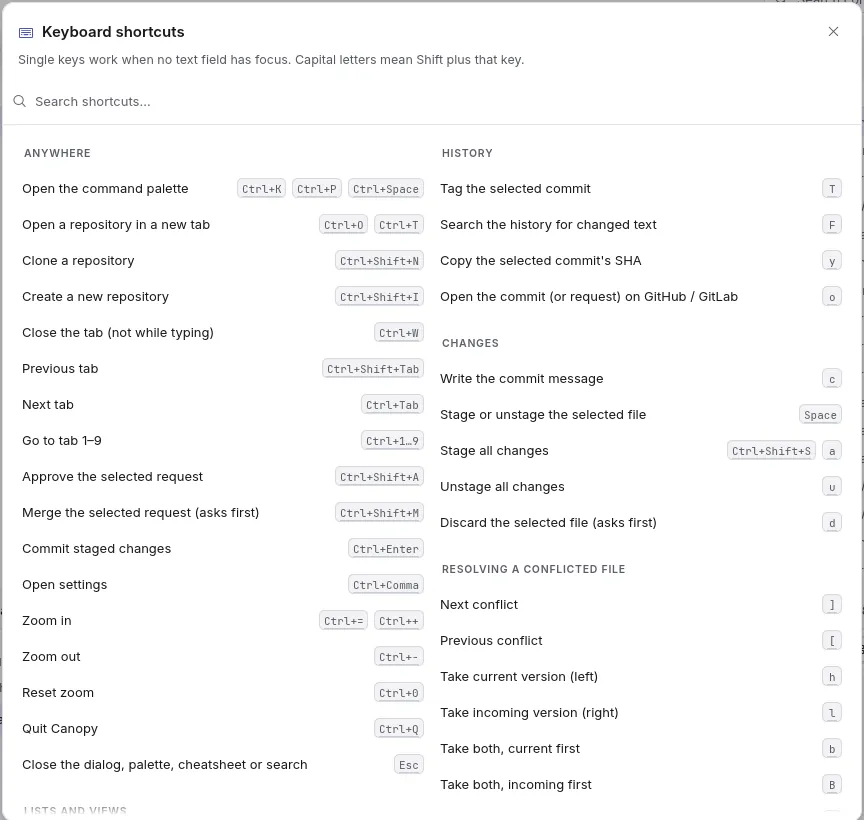 Keyboard shortcuts
Single keys work when no text field has focus. Capital letters mean Shift plus that key.
Search shortcuts...
ANYWHERE
Open the command palette Ctrl+K Ctrl+P Ctrl+Space
Open a repository in a new tab Ctrl+O Ctrl+T
Clone a repository Ctrl+Shift+N
Create a new repository Ctrl+Shift+I
Close the tab (not while typing) Ctrl+W
Previous tab Ctrl+Shift+Tab
Next tab Ctrl+Tab
Go to tab 1–9 Ctrl+1…9
Approve the selected request Ctrl+Shift+A
Merge the selected request (asks first) Ctrl+Shift+M
Commit staged changes Ctrl+Enter
Open settings Ctrl+Comma
Zoom in Ctrl+= Ctrl++
Zoom out Ctrl+-
Reset zoom Ctrl+0
Quit Canopy Ctrl+Q
Close the dialog, palette, cheatsheet or search Esc
LISTS AND VIEWS
HISTORY
Tag the selected commit T
Search the history for changed text F
Copy the selected commit's SHA y
Open the commit (or request) on GitHub / GitLab o
CHANGES
Write the commit message c
Stage or unstage the selected file Space
Stage all changes Ctrl+Shift+S a
Unstage all changes u
Discard the selected file (asks first) d
RESOLVING A CONFLICTED FILE
Next conflict ]
Previous conflict [
Take current version (left) h
Take incoming version (right) l
Take both, current first b
Take both, incoming first B